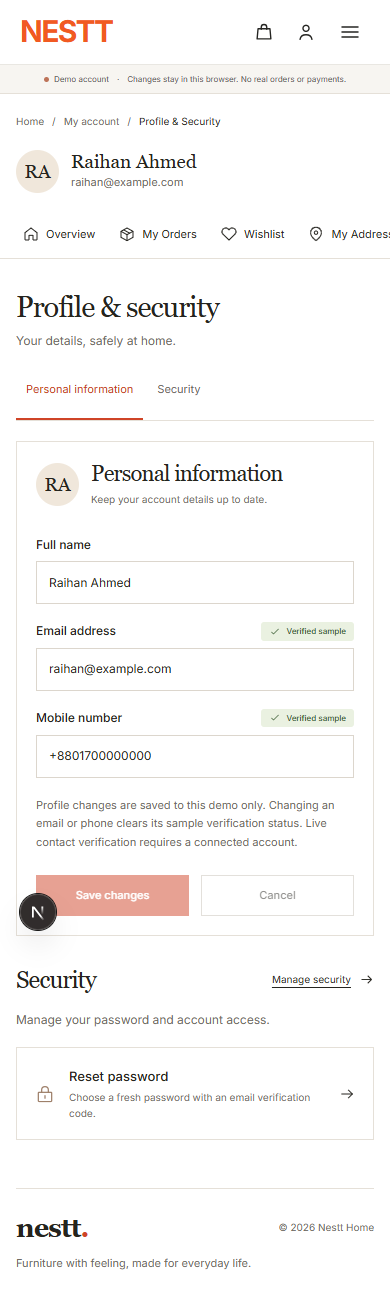 NESTT
Demo account · Changes stay in this browser. No real orders or payments.
Home / My account / Profile & Security
RA
Raihan Ahmed
raihan@example.com
Overview My Orders Wishlist My Address
Profile & security
Your details, safely at home.
Personal information Security
RA
Personal information
Keep your account details up to date.
Full name
Raihan Ahmed
Email address Verified sample
raihan@example.com
Mobile number Verified sample
+8801700000000
Profile changes are saved to this demo only. Changing an
email or phone clears its sample verification status. Live
contact verification requires a connected account.
Save changes Cancel
N
Security Manage security
Manage your password and account access.
Reset password
Choose a fresh password with an email verification
code.
nestt. © 2026 Nestt Home
Furniture with feeling, made for everyday life.